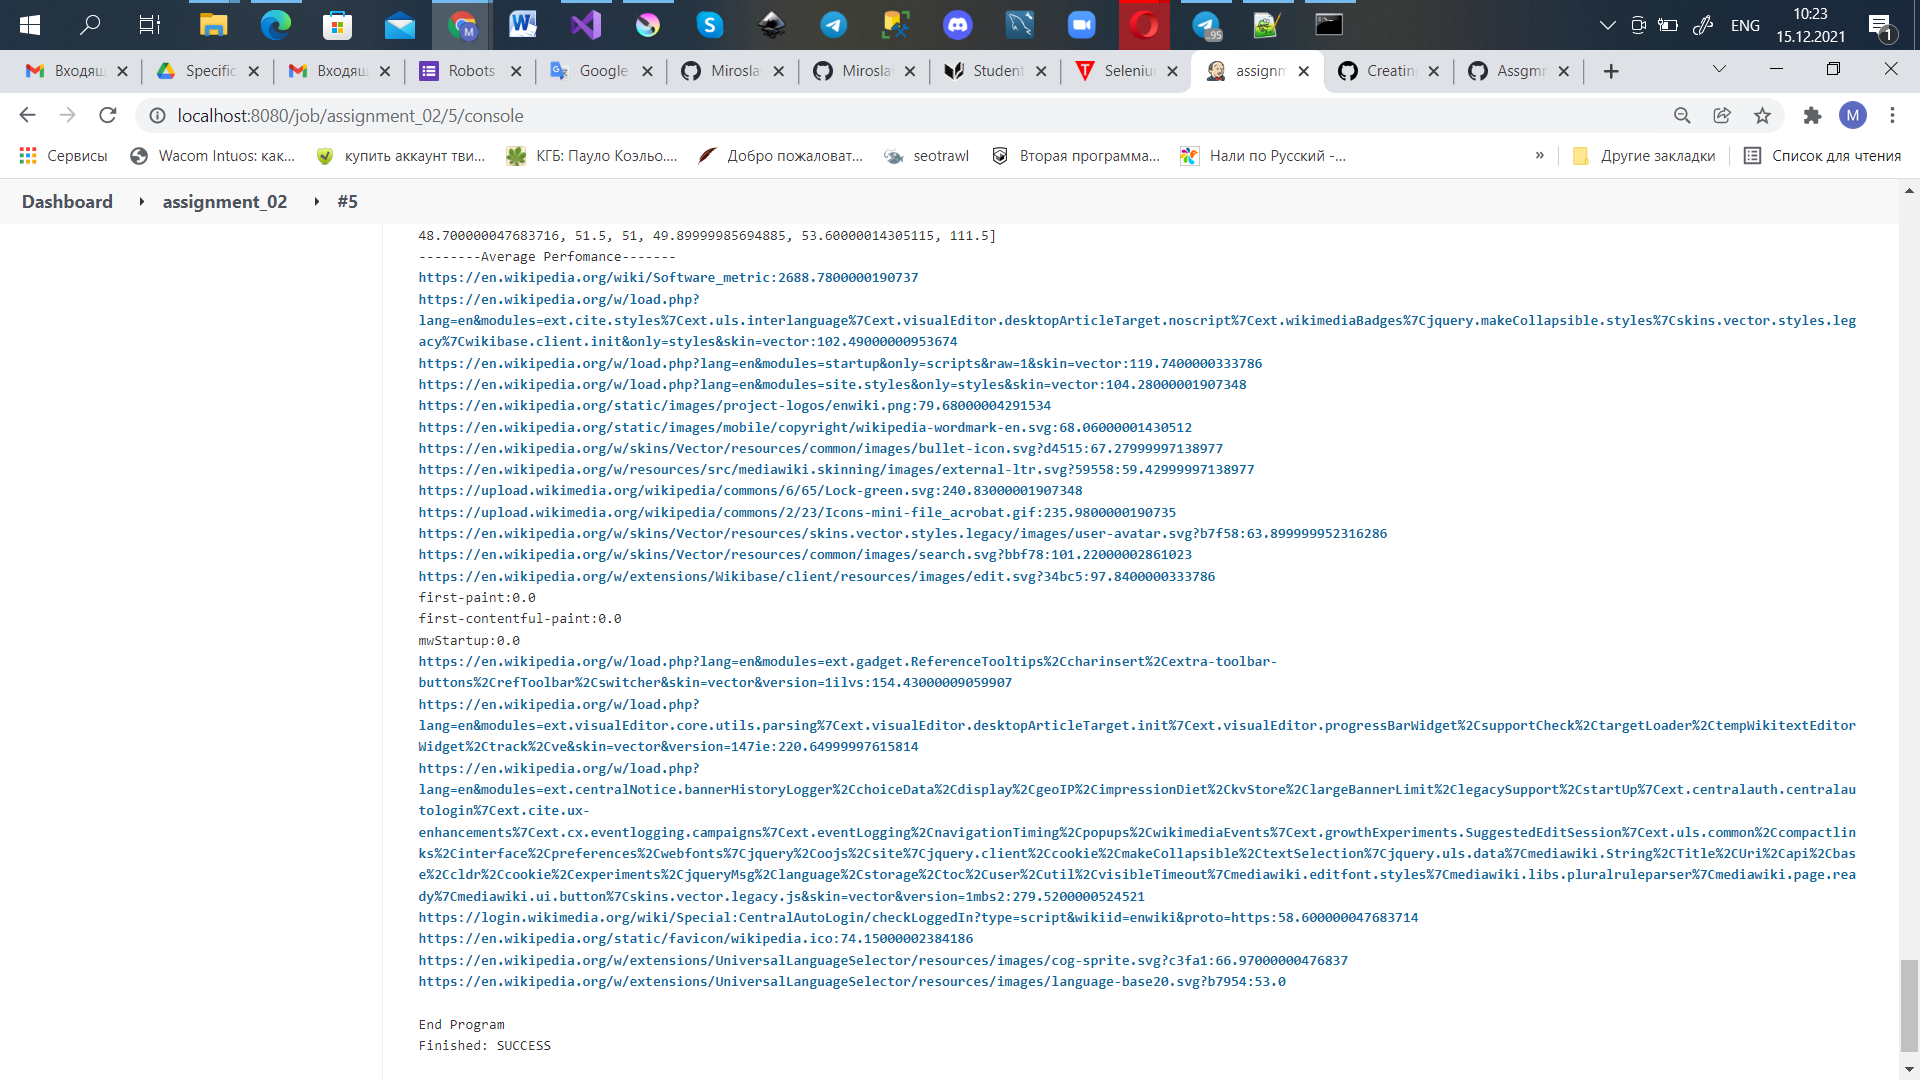 10:23
ENG
15.12.2021
95
1
Входящ
Specific
Входящ
Robots
Google
Mirosla
Mirosla
Student
Seleniu
assignm
Creatin
Assgmn
localhost:8080/job/assignment_02/5/console
M
Сервисы
Wacom Intuos: как...
купить аккаунт тви...
КГБ: Пауло Коэльо....
Добро пожаловат...
seotrawl
Вторая программа...
Нали по Русский -...
»
Другие закладки
Список для чтения
Dashboard
assignment_02
#5
48.700000047683716, 51.5, 51, 49.89999985694885, 53.60000014305115, 111.5]
--------Average Perfomance-------
https://en.wikipedia.org/wiki/Software_metric:2688.7800000190737
https://en.wikipedia.org/w/load.php?
lang=en&modules=ext.cite.styles%7Cext.uls.interlanguage%7Cext.visualEditor.desktopArticleTarget.noscript%7Cext.wikimediaBadges%7Cjquery.makeCollapsible.styles%7Cskins.vector.styles.leg
acy%7Cwikibase.client.init&only=styles&skin=vector:102.49000000953674
https://en.wikipedia.org/w/load.php?lang=en&modules=startup&only=scripts&raw=1&skin=vector:119.7400000333786
https://en.wikipedia.org/w/load.php?lang=en&modules=site.styles&only=styles&skin=vector:104.28000001907348
https://en.wikipedia.org/static/images/project-logos/enwiki.png:79.68000004291534
https://en.wikipedia.org/static/images/mobile/copyright/wikipedia-wordmark-en.svg:68.06000001430512
https://en.wikipedia.org/w/skins/Vector/resources/common/images/bullet-icon.svg?d4515:67.27999997138977
https://en.wikipedia.org/w/resources/src/mediawiki.skinning/images/external-ltr.svg?59558:59.42999997138977
https://upload.wikimedia.org/wikipedia/commons/6/65/Lock-green.svg:240.83000001907348
https://upload.wikimedia.org/wikipedia/commons/2/23/Icons-mini-file_acrobat.gif:235.9800000190735
https://en.wikipedia.org/w/skins/Vector/resources/skins.vector.styles.legacy/images/user-avatar.svg?b7f58:63.899999952316286
https://en.wikipedia.org/w/skins/Vector/resources/common/images/search.svg?bbf78:101.22000002861023
https://en.wikipedia.org/w/extensions/Wikibase/client/resources/images/edit.svg?34bc5:97.8400000333786
first-paint:0.0
first-contentful-paint:0.0
mwStartup:0.0
https://en.wikipedia.org/w/load.php?lang=en&modules=ext.gadget.ReferenceTooltips%2Ccharinsert%2Cextra-toolbar-
buttons%2CrefToolbar%2Cswitcher&skin=vector&version=1ilvs:154.43000009059907
https://en.wikipedia.org/w/load.php?
lang=en&modules=ext.visualEditor.core.utils.parsing%7Cext.visualEditor.desktopArticleTarget.init%7Cext.visualEditor.progressBarWidget%2CsupportCheck%2CtargetLoader%2CtempWikitextEditor
Widget%2Ctrack%2Cve&skin=vector&version=147ie:220.64999997615814
https://en.wikipedia.org/w/load.php?
lang=en&modules=ext.centralNotice.bannerHistoryLogger%2CchoiceData%2Cdisplay%2CgeoIP%2CimpressionDiet%2CkvStore%2ClargeBannerLimit%2ClegacySupport%2CstartUp%7Cext.centralauth.centralau
tologin%7Cext.cite.ux-
enhancements%7Cext.cx.eventlogging.campaigns%7Cext.eventLogging%2CnavigationTiming%2Cpopups%2CwikimediaEvents%7Cext.growthExperiments.SuggestedEditSession%7Cext.uls.common%2Ccompactlin
ks%2Cinterface%2Cpreferences%2Cwebfonts%7Cjquery%2Coojs%2Csite%7Cjquery.client%2Ccookie%2CmakeCollapsible%2CtextSelection%7Cjquery.uls.data%7Cmediawiki.String%2CTitle%2CUri%2Capi%2Cbas
e%2Ccldr%2Ccookie%2Cexperiments%2CjqueryMsg%2Clanguage%2Cstorage%2Ctoc%2Cuser%2Cutil%2CvisibleTimeout%7Cmediawiki.editfont.styles%7Cmediawiki.libs.pluralruleparser%7Cmediawiki.page.rea
dy%7Cmediawiki.ui.button%7Cskins.vector.legacy.js&skin=vector&version=1mbs2:279.5200000524521
https://login.wikimedia.org/wiki/Special:CentralAutoLogin/checkLoggedIn?type=script&wikiid=enwiki&proto=https:58.600000047683714
https://en.wikipedia.org/static/favicon/wikipedia.ico:74.15000002384186
https://en.wikipedia.org/w/extensions/UniversalLanguageSelector/resources/images/cog-sprite.svg?c3fa1:66.97000000476837
https://en.wikipedia.org/w/extensions/UniversalLanguageSelector/resources/images/language-base20.svg?b7954:53.0
End Program
Finished: SUCCESS